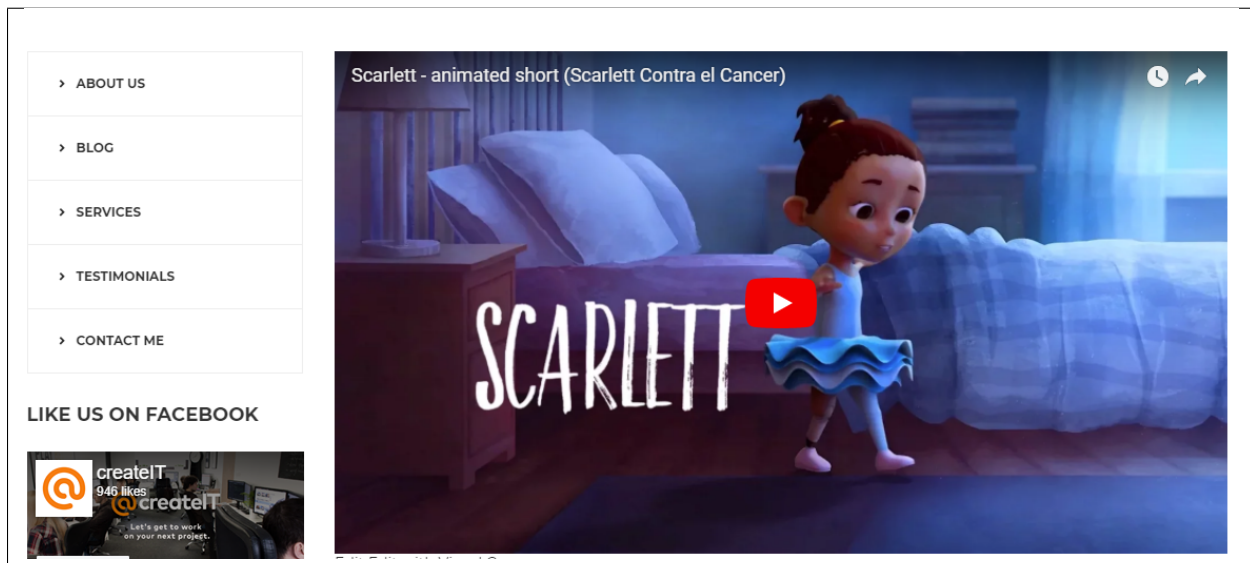 ABOUT US
BLOG
SERVICES
TESTIMONIALS
CONTACT ME
LIKE US ON FACEBOOK
createIT
946 likes
@createIT
Let's get to work
on your next project.
Scarlett - animated short (Scarlett Contra el Cancer)
SCARLETT